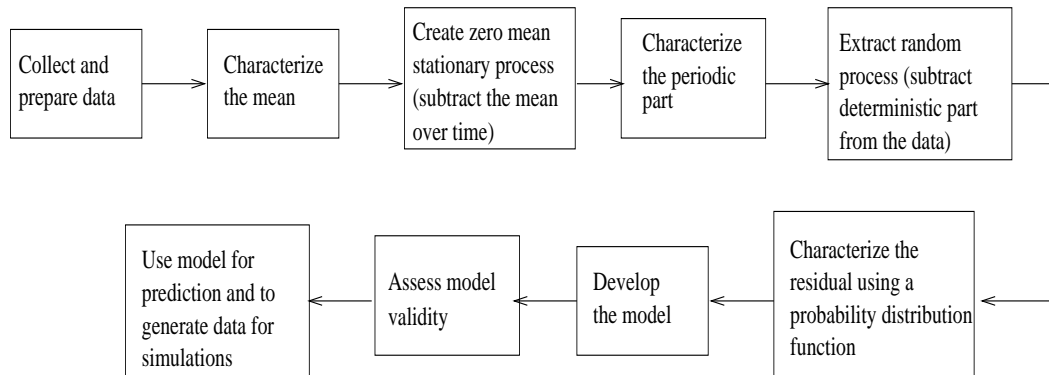 Collect and
prepare data
Characterize
the mean
Create zero mean
stationary process
(subtract the mean
over time)
Characterize
the periodic
part
Extract random
process (subtract
deterministic part
from the data)
Use model for
prediction and to
generate data for
simulations
Assess model
validity
Develop
the model
Characterize the
residual using a
probability distribution
function